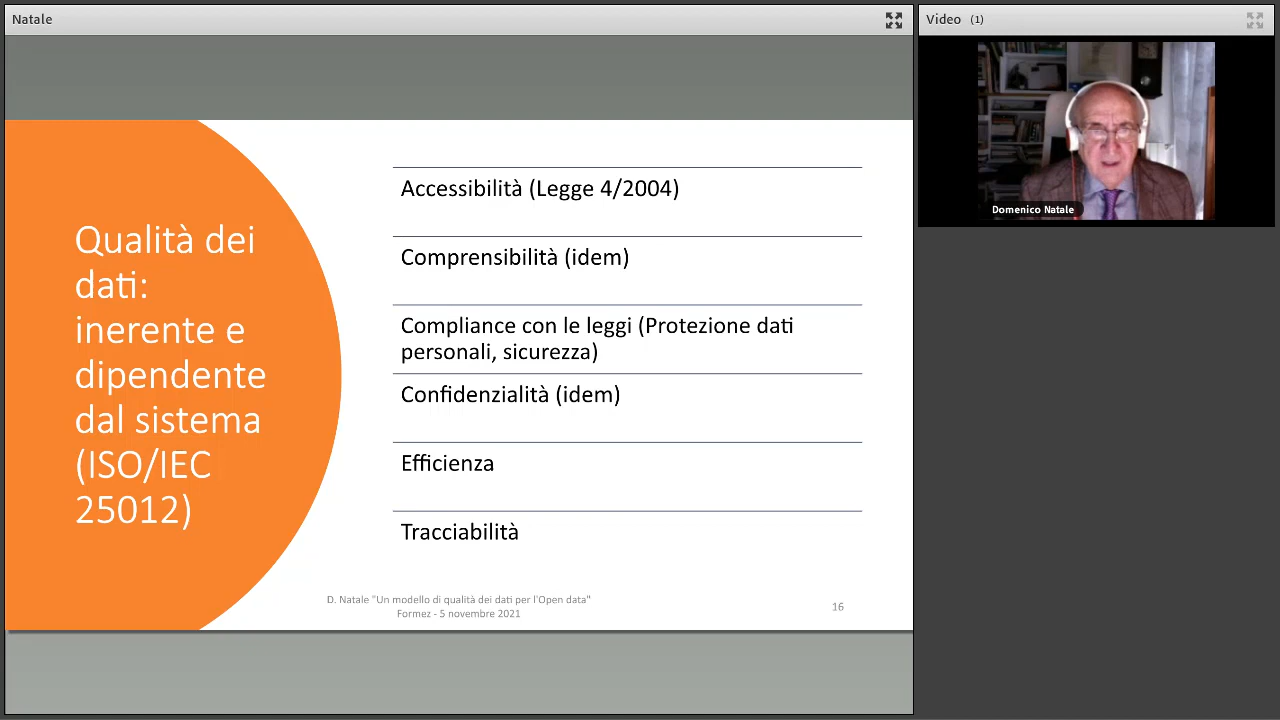 Natale
Video (1)
Domenico Natale
Qualità dei
dati:
inerente e
dipendente
dal sistema
(ISO/IEC
25012)
Accessibilità (Legge 4/2004)
Comprensibilità (idem)
Compliance con le leggi (Protezione dati
personali, sicurezza)
Confidenzialità (idem)
Efficienza
Tracciabilità
D. Natale "Un modello di qualità dei dati per l'Open data"
Formez - 5 novembre 2021
16